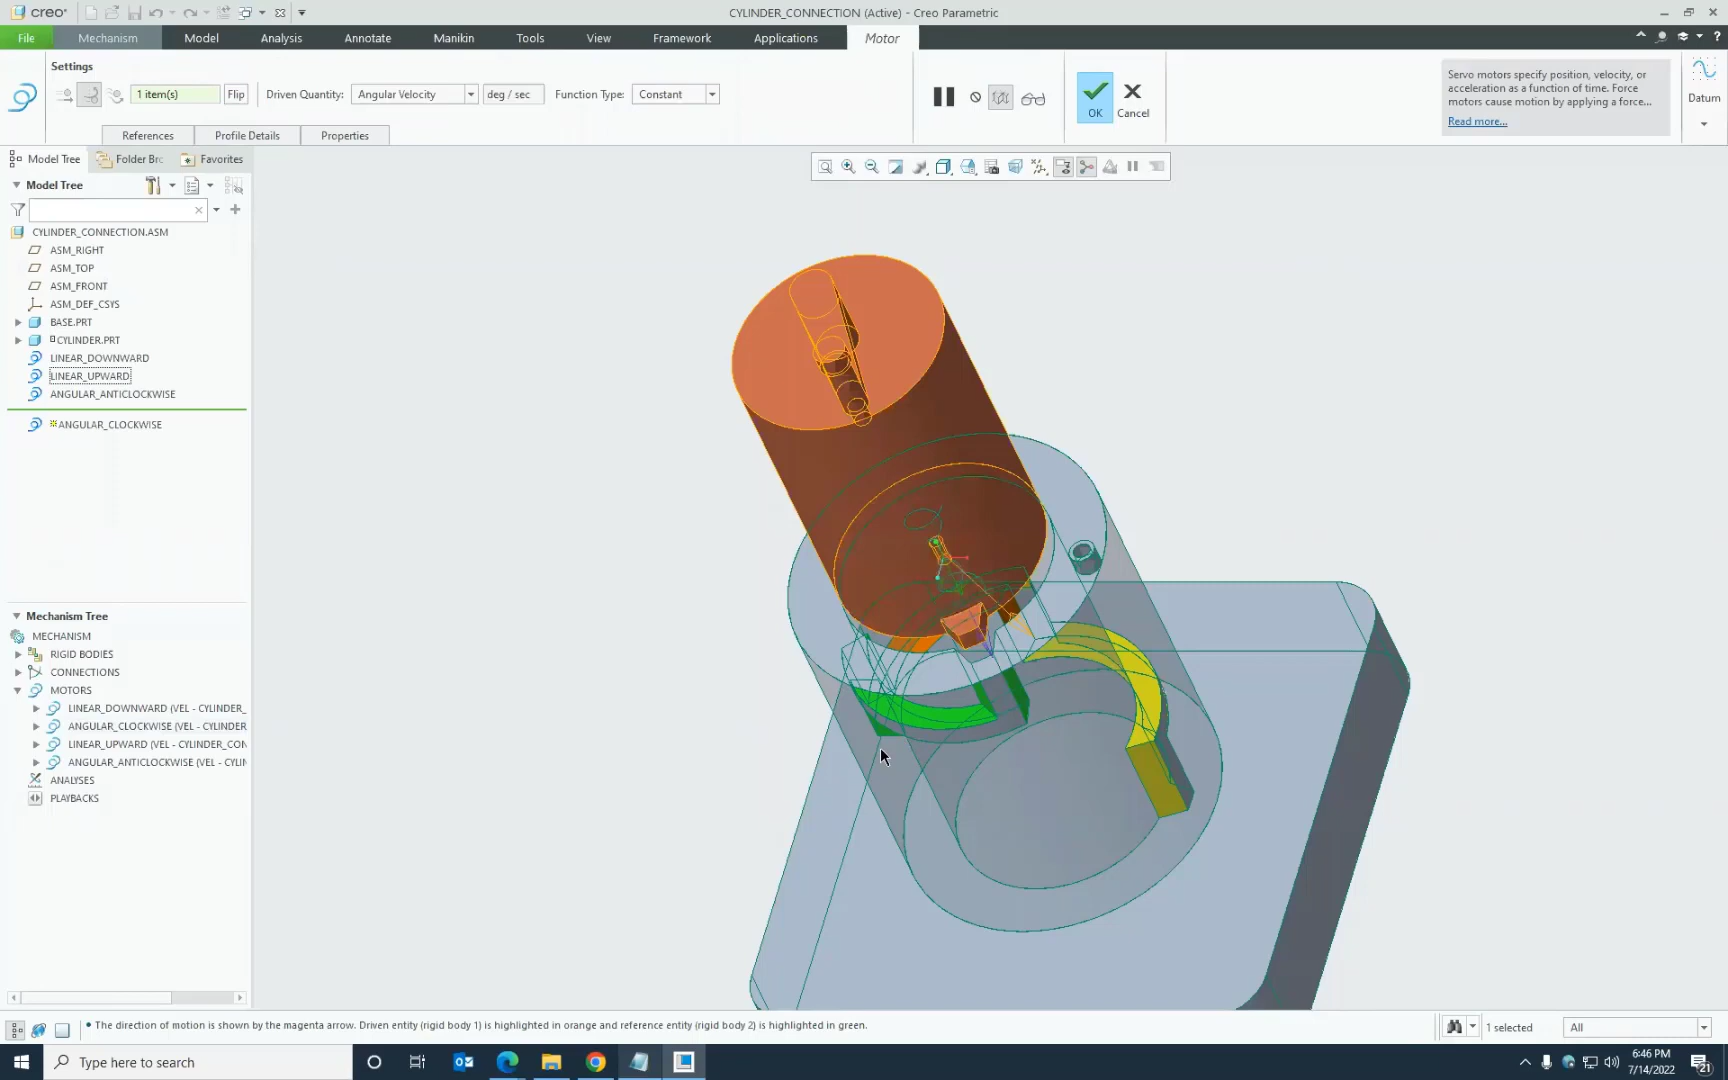 creo®
CYLINDER_CONNECTION (Active) - Creo Parametric
File Mechanism Model Analysis Annotate Manikin Tools View Framework Applications Motor
Settings
1 item(s) Flip Driven Quantity: Angular Velocity deg / sec Function Type: Constant
OK Cancel
References Profile Details Properties
Servo motors specify position, velocity, or
acceleration as a function of time. Force
motors cause motion by applying a force...
Read more...
Datum
Model Tree Folder Brc Favorites
Model Tree
CYLINDER_CONNECTION.ASM
ASM_RIGHT
ASM_TOP
ASM_FRONT
ASM_DEF_CSYS
BASE.PRT
CYLINDER.PRT
LINEAR_DOWNWARD
LINEAR_UPWARD
ANGULAR_ANTICLOCKWISE
ANGULAR_CLOCKWISE
Mechanism Tree
MECHANISM
RIGID BODIES
CONNECTIONS
MOTORS
LINEAR_DOWNWARD (VEL - CYLINDER_
ANGULAR_CLOCKWISE (VEL - CYLINDER
LINEAR_UPWARD (VEL - CYLINDER_CON
ANGULAR_ANTICLOCKWISE (VEL - CYLIN
ANALYSES
PLAYBACKS
• The direction of motion is shown by the magenta arrow. Driven entity (rigid body 1) is highlighted in orange and reference entity (rigid body 2) is highlighted in green.
1 selected All
Type here to search
6:46 PM
7/14/2022
21